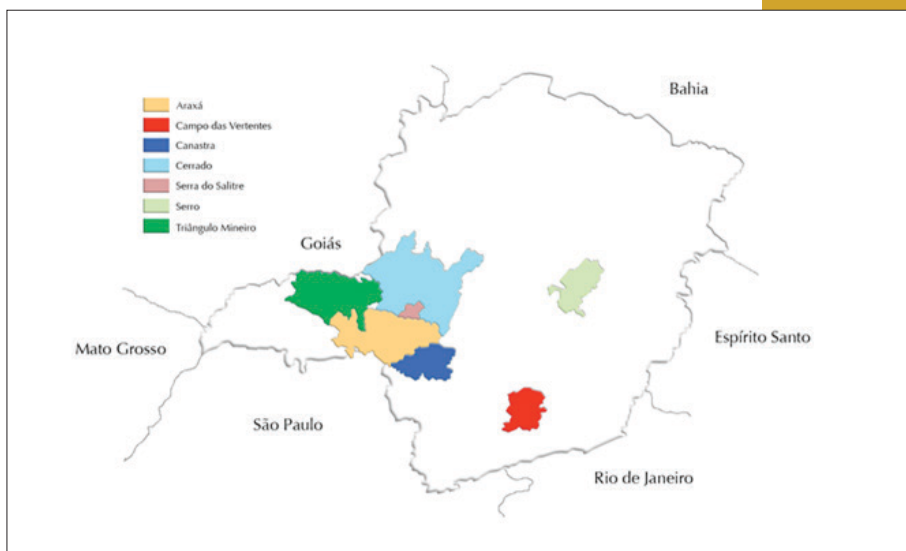 Bahia
Araxá
Campo das Vertentes
Canastra
Cerrado
Serra do Salitre
Serro
Triângulo Mineiro
Goiás
Espírito Santo
Mato Grosso
São Paulo
Rio de Janeiro